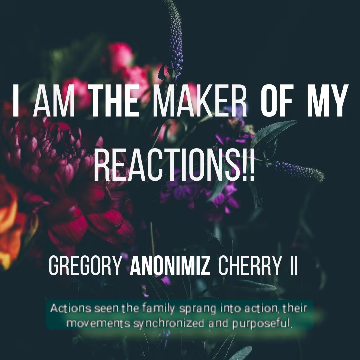 I AM THE MAKER OF MY
REACTIONS!!
GREGORY ANONIMIZ CHERRY II
Actions seen the family sprang into action, their
movements synchronized and purposeful.